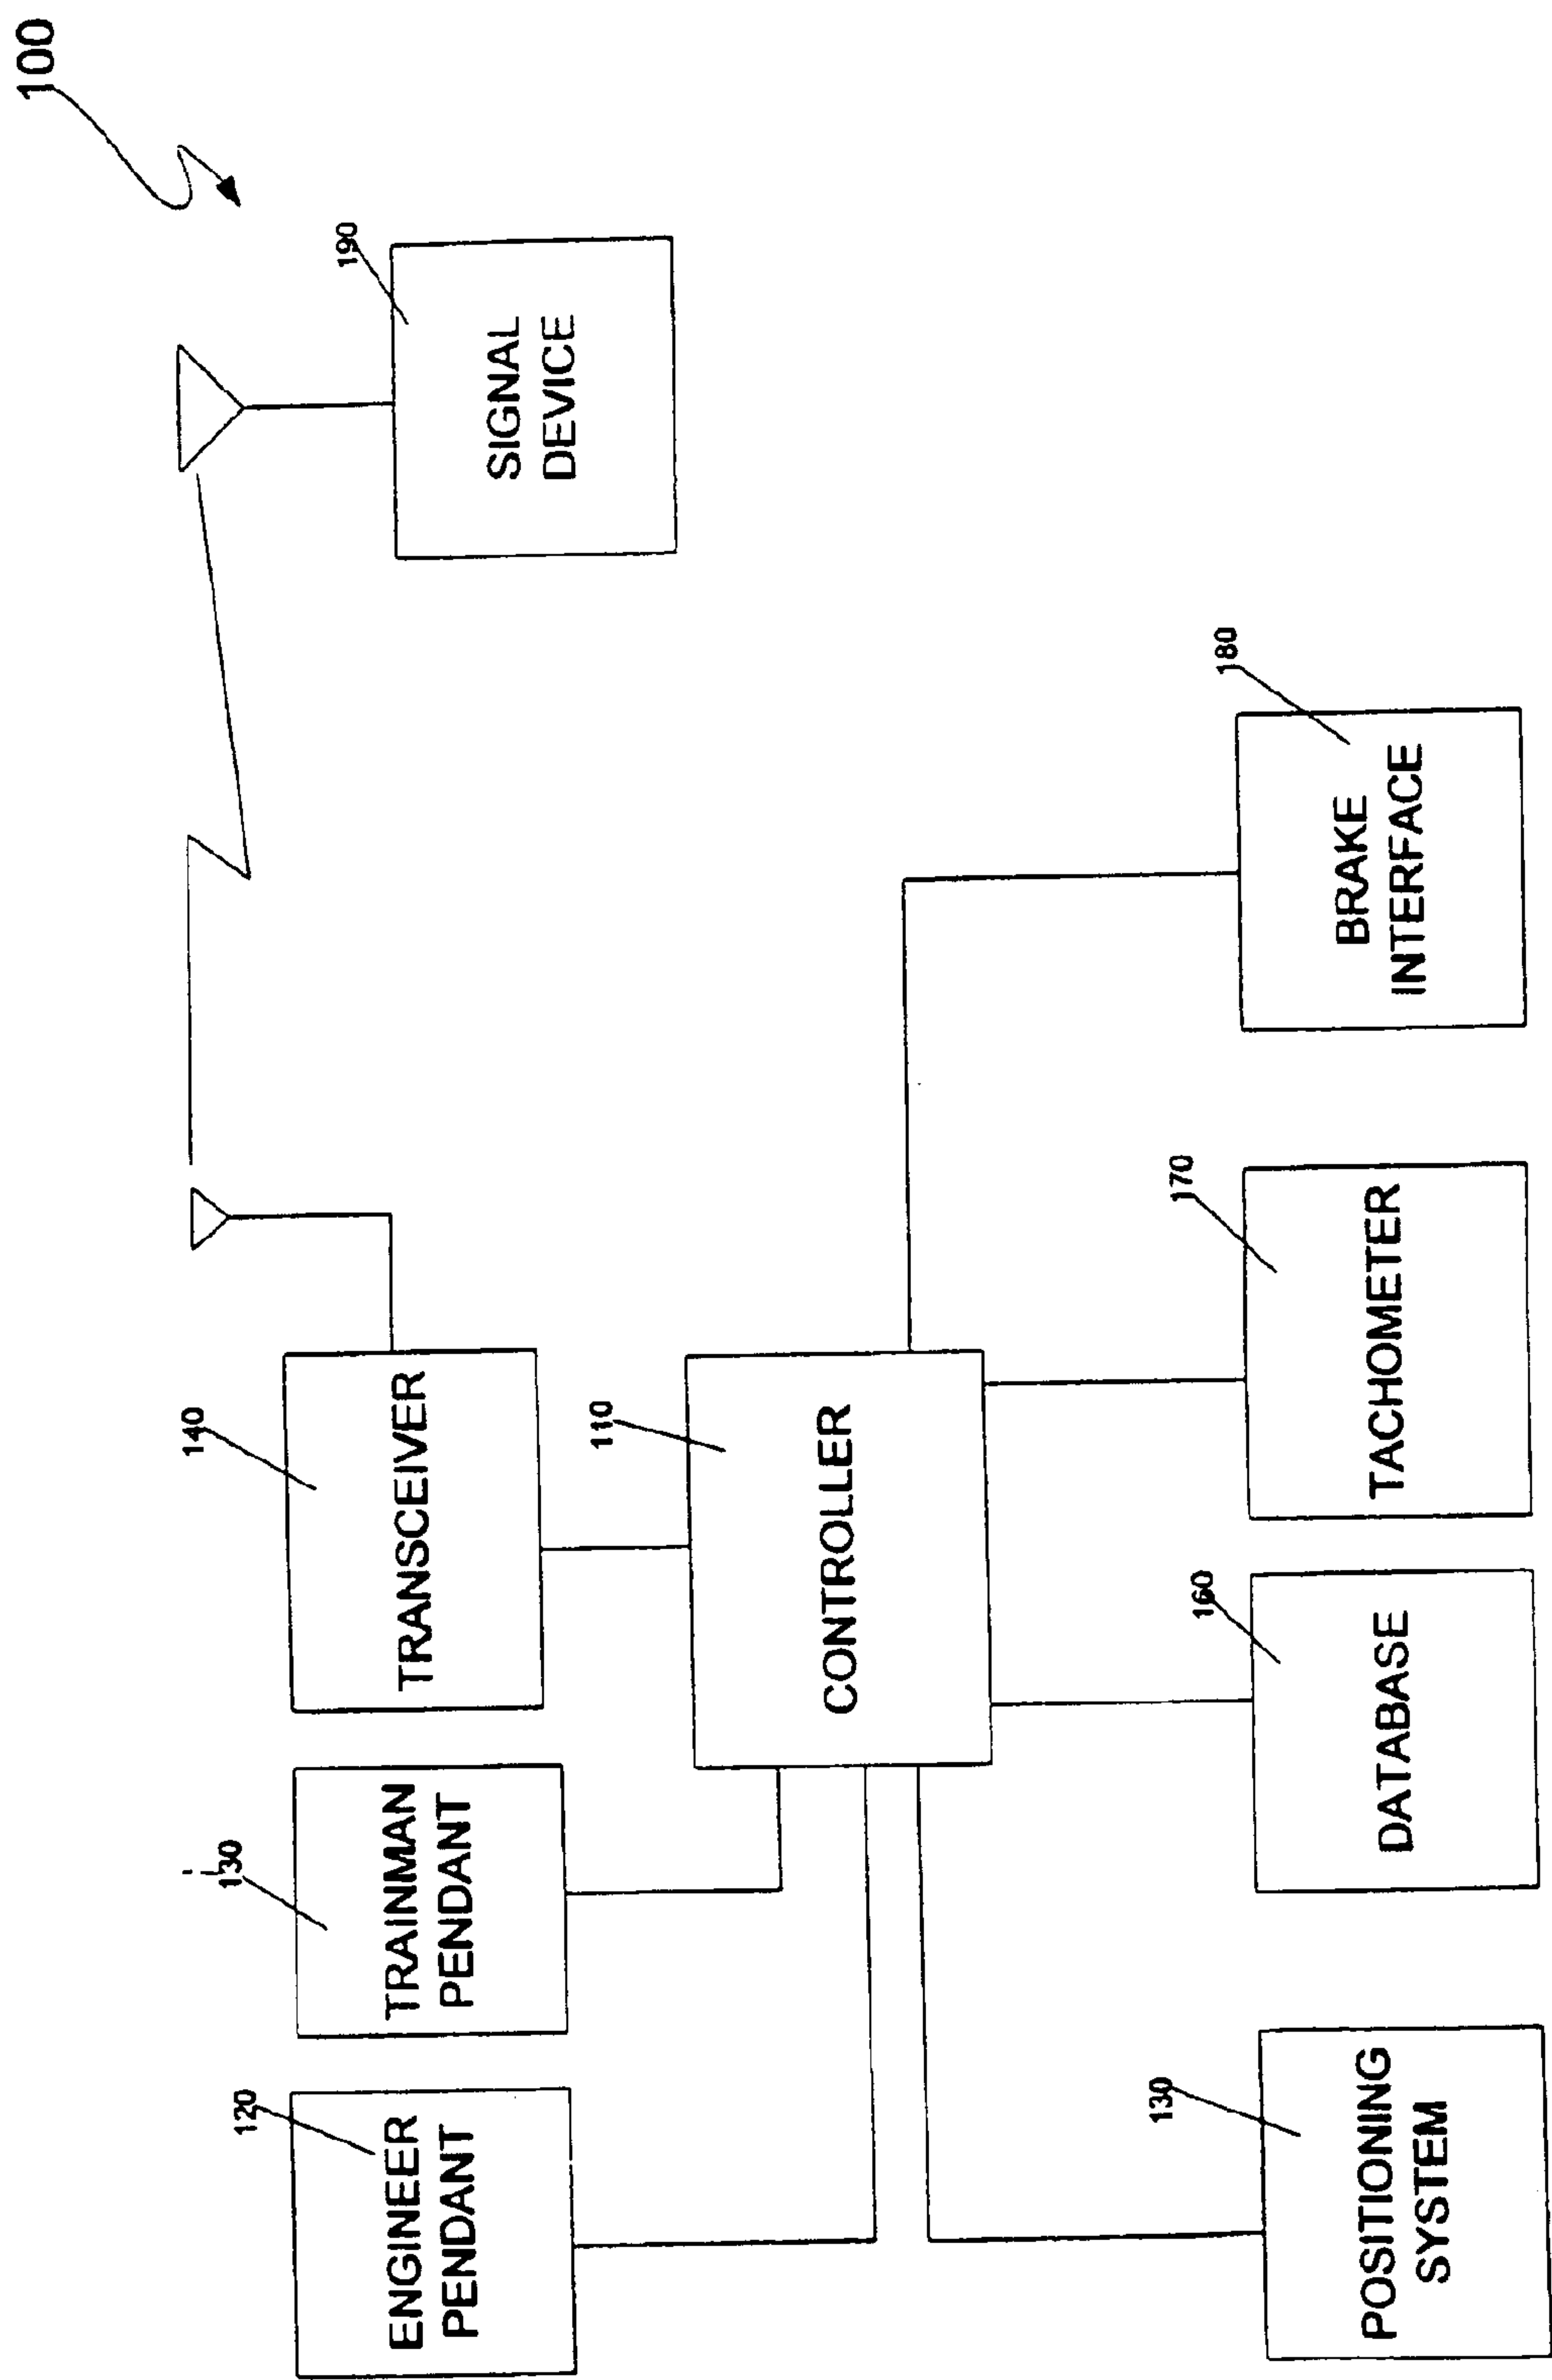 100
190
SIGNAL
DEVICE
140
TRANSCEIVER
130
TRAINMAN
PENDANT
120
ENGINEER
PENDANT
110
CONTROLLER
180
BRAKE
INTERFACE
170
TACHOMETER
160
DATABASE
130
POSITIONING
SYSTEM